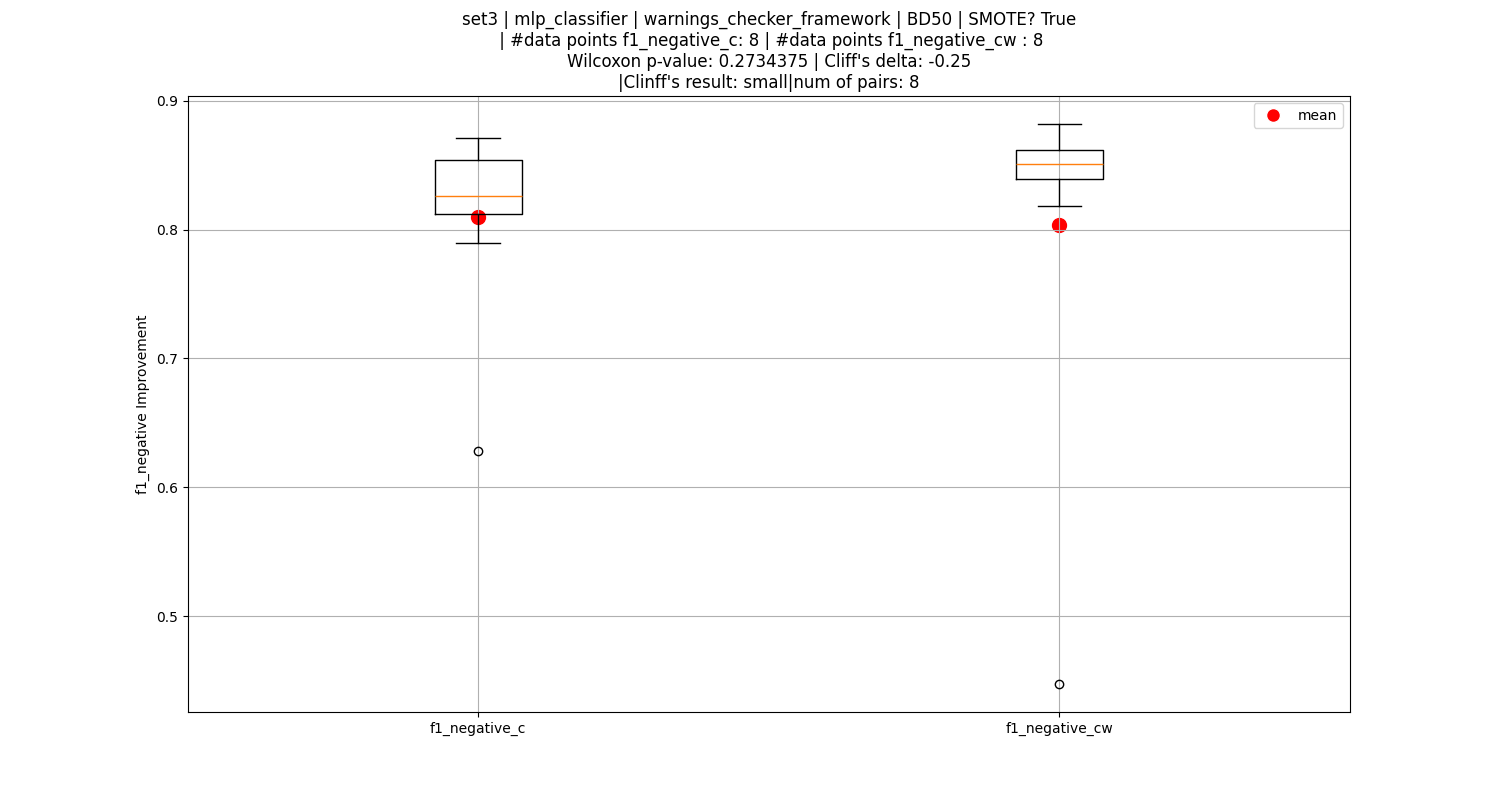 set3 | mlp_classifier | warnings_checker_framework | BD50 | SMOTE? True
| #data points f1_negative_c: 8 | #data points f1_negative_cw : 8
Wilcoxon p-value: 0.2734375 | Cliff's delta: -0.25
|Clinff's result: small|num of pairs: 8
mean
0.9
0.8
0.7
0.6
0.5
f1_negative Improvement
f1_negative_c
f1_negative_cw